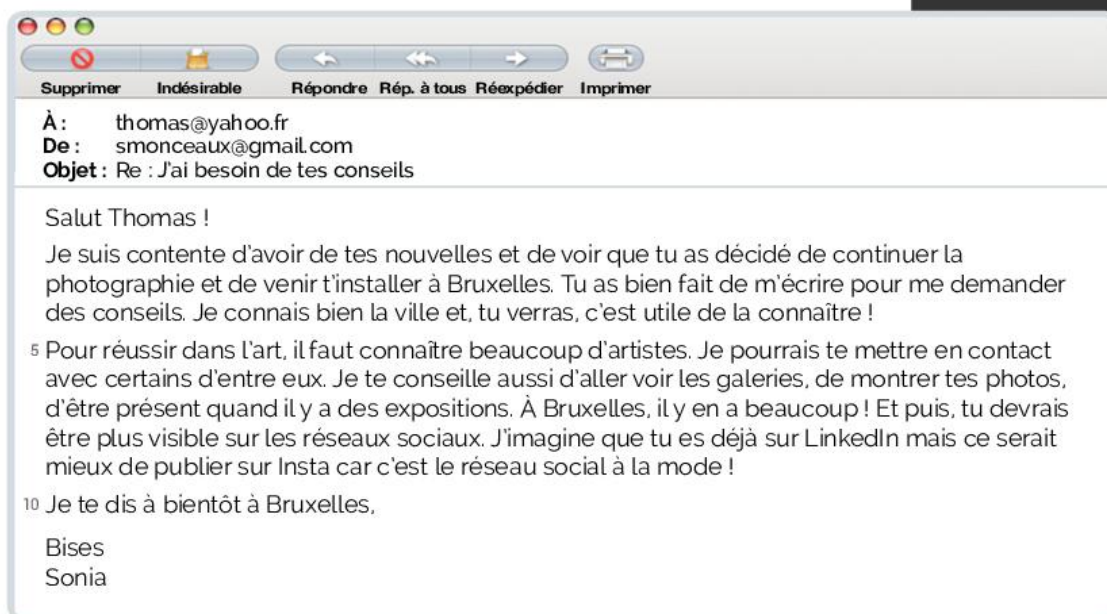 Supprimer Indésirable Répondre Rép. à tous Réexpédier Imprimer
À : thomas@yahoo.fr
De : smonceaux@gmail.com
Objet : Re : J'ai besoin de tes conseils
Salut Thomas !
Je suis contente d'avoir de tes nouvelles et de voir que tu as décidé de continuer la
photographie et de venir t'installer à Bruxelles. Tu as bien fait de m'écrire pour me demander
des conseils. Je connais bien la ville et, tu verras, c'est utile de la connaître !
5 Pour réussir dans l'art, il faut connaître beaucoup d'artistes. Je pourrais te mettre en contact
avec certains d'entre eux. Je te conseille aussi d'aller voir les galeries, de montrer tes photos,
d'être présent quand il y a des expositions. À Bruxelles, il y en a beaucoup ! Et puis, tu devrais
être plus visible sur les réseaux sociaux. J'imagine que tu es déjà sur LinkedIn mais ce serait
mieux de publier sur Insta car c'est le réseau social à la mode !
10 Je te dis à bientôt à Bruxelles,
Bises
Sonia